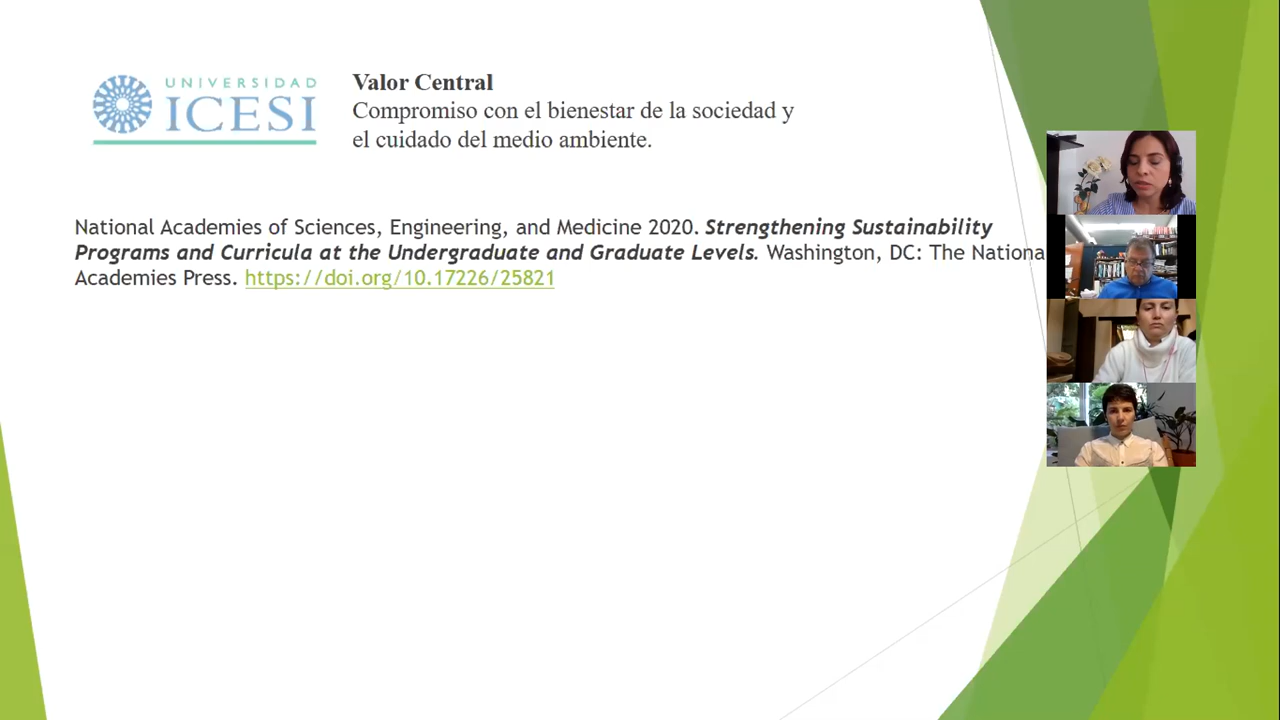 UNIVERSIDAD
ICESI
Valor Central
Compromiso con el bienestar de la sociedad y
el cuidado del medio ambiente.
National Academies of Sciences, Engineering, and Medicine 2020. Strengthening Sustainability
Programs and Curricula at the Undergraduate and Graduate Levels. Washington, DC: The Nationa
Academies Press. https://doi.org/10.17226/25821